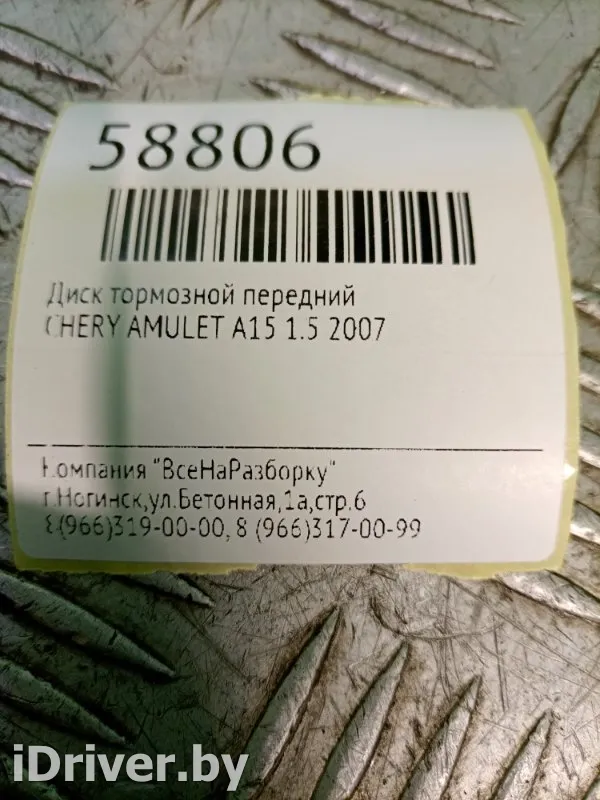 58806
Диск тормозной передний
CHERY AMULET A15 1.5 2007
Компания "ВсеНаРазборку"
г.Ногинск,ул.Бетонная,1а,стр.6
8(966)319-00-00, 8 (966)317-00-99
iDriver.by